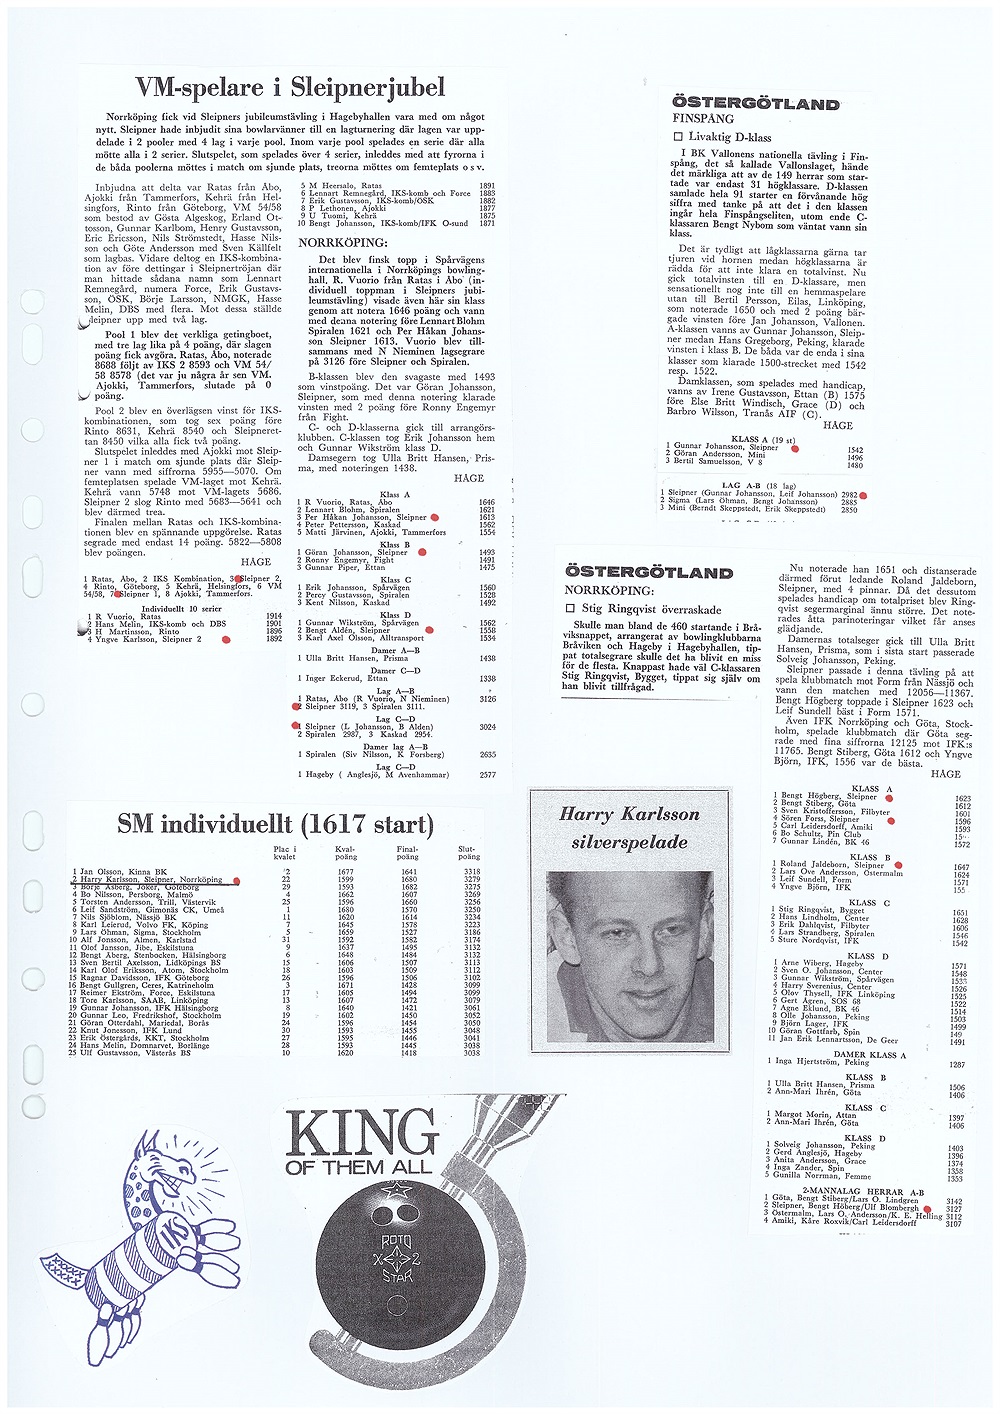 VM-spelare i Sleipnerjubel
Norrköping fick vid Sleipners jubileumstävling i Hagebyhallen vara med om något
nytt. Sleipner hade inbjudit sina bowlarvänner till en lagturnering där lagen var upp-
delade i 2 pooler med 4 lag i varje pool. Inom varje pool spelades en serie där alla
mötte alla i 2 serier. Slutspelet, som spelades över 4 serier, inleddes med att fyrorna i
de båda poolerna möttes i match om sjunde plats, treorna möttes om femteplats o s v.
Inbjudna att delta var Ratas från Åbo,
Ajokki från Tammerfors, Kehrä från Hel-
singfors, Rinto från Göteborg, VM 54/58
som bestod av Gösta Algeskog, Erland Ot-
tosson, Gunnar Karlbom, Henry Gustavsson,
Eric Ericsson, Nils Strömstedt, Hasse Nils-
son och Göte Andersson med Sven Källfelt
som lagbas. Vidare deltog en IKS-kombina-
tion av före dettingar i Sleipnertröjan där
man hittade sådana namn som Lennart
Remnegård, numera Force, Erik Gustavs-
son, ÖSK, Börje Larsson, NMGK, Hasse
Melin, DBS med flera. Mot dessa ställde
Sleipner upp med två lag.
Pool 1 blev det verkliga getingboet,
med tre lag lika på 4 poäng, där slagen
poäng fick avgöra. Ratas, Åbo, noterade
8688 följt av IKS 2 8593 och VM 54/
58 8578 (det var ju några år sen VM.
Ajokki, Tammerfors, slutade på 0
poäng.
Pool 2 blev en överlägsen vinst för IKS-
kombinationen, som tog sex poäng före
Rinto 8631, Kehrä 8540 och Sleipneret-
tan 8450 vilka alla fick två poäng.
Slutspelet inleddes med Ajokki mot Sleip-
ner 1 i match om sjunde plats där Sleip-
ner vann med siffrorna 5955—5070. Om
femteplatsen spelade VM-laget mot Kehrä.
Kehrä vann 5748 mot VM-lagets 5686.
Sleipner 2 slog Rinto med 5683—5641 och
blev därmed trea.
Finalen mellan Ratas och IKS-kombina-
tionen blev en spännande uppgörelse. Ratas
segrade med endast 14 poäng. 5822—5808
blev poängen.
HÅGE
1 Ratas, Åbo, 2 IKS Kombination, 3 Sleipner 2,
4 Rinto, Göteborg, 5 Kehrä, Helsingfors, 6 VM
54/58, 7 Sleipner 1, 8 Ajokki, Tammerfors.
Individuellt 10 serier
1 R Vuorio, Ratas 1914
2 Hans Melin, IKS-komb och DBS 1901
3 H Martinsson, Rinto 1896
4 Yngve Karlsson, Sleipner 2 1892
5 M Heersalo, Ratas 1891
6 Lennart Remnegård, IKS-komb och Force 1883
7 Erik Gustavsson, IKS-komb/ÖSK 1882
8 P Lethonen, Ajokki 1877
9 U Tuomi, Kehrä 1875
10 Bengt Johansson, IKS-komb/IFK Ö-sund 1871
NORRKÖPING:
Det blev finsk topp i Spårvägens
internationella i Norrköpings bowling-
hall, R. Vuorio från Ratas i Åbo (in-
dividuell toppman i Sleipners jubi-
leumstävling) visade även här sin klass
genom att notera 1646 poäng och vann
med denna notering före Lennart Blohm
Spiralen 1621 och Per Håkan Johans-
son Sleipner 1613. Vuorio blev till-
sammans med N Nieminen lagsegrare
på 3126 före Sleipner och Spiralen.
B-klassen blev den svagaste med 1493
som vinstpoäng. Det var Göran Johansson,
Sleipner, som med denna notering klarade
vinsten med 2 poäng före Ronny Engemyr
från Fight.
C- och D-klasserna gick till arrangörs-
klubben. C-classen tog Erik Johansson hem
och Gunnar Wikström klass D.
Damsegern tog Ulla Britt Hansen, Pris-
ma, med noteringen 1438.
HÅGE
Klass A
1 R Vuorio, Ratas, Åbo 1646
2 Lennart Blohm, Spiralen 1621
3 Per Håkan Johansson, Sleipner 1613
4 Peter Pettersson, Kaskad 1562
5 Matti Järvinen, Ajokki, Tammerfors 1554
Klass B
1 Göran Johansson, Sleipner 1493
2 Ronny Engemyr, Fight 1491
3 Gunnar Piper, Ettan 1475
Klass C
1 Erik Johansson, Spårvägen 1560
2 Percy Gustavsson, Spiralen 1528
3 Kent Nilsson, Kaskad 1492
Klass D
1 Gunnar Wikström, Spårvägen 1562
2 Bengt Aldén, Sleipner 1558
3 Karl Axel Olsson, Alltransport 1554
Damer A—B
1 Ulla Britt Hansen, Prisma 1438
Damer C—D
1 Inger Eckerud, Ettan 1338
Lag A—B
1 Ratas, Åbo (R Vuorio, N Nieminen) 3126
2 Sleipner 3119, 3 Spiralen 3111.
Lag C—D
1 Sleipner (L Johansson, B Alden) 3024
2 Spiralen 2987, 3 Kaskad 2954.
Damer lag A—B
1 Spiralen (Siv Nilsson, K Forsberg) 2635
Lag C—D
1 Hageby ( Anglesjö, M Avenhammar) 2577
ÖSTERGÖTLAND
FINSPÅNG
□ Livaktig D-klass
I BK Vallonens nationella tävling i Fin-
spång, det så kallade Vallonslaget, hände
det märkliga att av de 149 herrar som star-
tade var endast 31 högklassare. D-klassen
samlade hela 91 starter en förvånande hög
siffra med tanke på att det i den klassen
ingår hela Finspångseliten, utom ende C-
klassaren Bengt Nybom som väntat vann sin
klass.
Det är tydligt att lågklassarna gärna tar
tjuren vid hornen medan högklassarna är
rädda för att inte klara en totalvinst. Nu
gick totalvinsten till en D-klassare, men
sensationellt nog inte till en hemmaspelare
utan till Bertil Persson, Eilas, Linköping,
som noterade 1650 och med 2 poäng bär-
gade vinsten före Jan Johansson, Vallonen.
A-klassen vanns av Gunnar Johansson, Sleip-
ner medan Hans Gregeborg, Peking, klarade
vinsten i klass B. De båda var de enda i sina
klasser som klarade 1500-strecket med 1542
resp. 1522.
Damklassen, som spelades med handicap,
vanns av Irene Gustavsson, Ettan (B) 1575
före Else Britt Windisch, Grace (D) och
Barbro Wilsson, Tranås AIF (C).
HÅGE
KLASS A (19 st)
1 Gunnar Johansson, Sleipner 1542
2 Göran Andersson, Mini 1496
3 Bertil Samuelsson, V 8 1480
LAG A-B (18 lag)
1 Sleipner (Gunnar Johansson, Leif Johansson) 2982
2 Sigma (Lars Öhman, Bengt Johansson) 2885
3 Mini (Berndt Skeppstedt, Erik Skeppstedt) 2850
ÖSTERGÖTLAND
NORRKÖPING:
□ Stig Ringqvist överraskade
Skulle man bland de 460 startande i Brå-
viksnappet, arrangerat av bowlingklubbarna
Bråviken och Hageby i Hagebyhallen, tip-
pat totalsegrare skulle det ha blivit en miss
för de flesta. Knappast hade väl C-klassaren
Stig Ringqvist, Bygget, tippat sig själv om
han blivit tillfrågad.
Nu noterade han 1651 och distanserade
därmed förut ledande Roland Jaldeborn,
Sleipner, med 4 pinnar. Då det dessutom
spelades handicap om totalpriset blev Ring-
qvist segermarginal ännu större. Det note-
rades åtta parinoteringar vilket får anses
glädjande.
Damernas totalseger gick till Ulla Britt
Hansen, Prisma, som i sista start passerade
Solveig Johansson, Peking.
Sleipner passade i denna tävling på att
spela klubbmatch mot Form från Nässjö och
vann den matchen med 12056—11367.
Bengt Högberg toppade i Sleipner 1623 och
Leif Sundell bäst i Form 1571.
Även IFK Norrköping och Göta, Stock-
holm, spelade klubbmatch där Göta seg-
rade med fina siffrorna 12125 mot IFK:s
11765. Bengt Stiberg, Göta 1612 och Yngve
Björn, IFK, 1556 var de bästa.
HÅGE
KLASS A
1 Bengt Högberg, Sleipner 1623
2 Bengt Stiberg, Göta 1612
3 Sven Kristoffersson, Filbyter 1601
4 Sören Forss, Sleipner 1596
5 Carl Leidersdorff, Amiki 1593
6 Bo Schultz, Pin Club
7 Gunnar Lindén, BK 46 1572
KLASS B
1 Roland Jaldeborn, Sleipner 1647
2 Lars Ove Andersson, Östermalm 1624
3 Leif Sundell, Form 1571
4 Yngve Björn, IFK
KLASS C
1 Stig Ringqvist, Bygget 1651
2 Hans Lindholm, Center 1628
3 Erik Dahlqvist, Filbyter 1606
4 Lars Strandberg, Spiralen 1546
5 Sture Nordqvist, IFK 1542
KLASS D
1 Arne Wiberg, Hageby 1571
2 Sven O. Johansson, Center 1548
3 Gunnar Wikström, Spårvägen 1533
4 Harry Sverenius, Center 1526
5 Olov Thysell, IFK Linköping 1525
6 Gert Ågren, SOS 68 1522
7 Agne Eklund, BK 46 1514
8 Olle Johansson, Peking 1503
9 Björn Lager, IFK 1499
10 Göran Gottfarb, Spin
11 Jan Erik Lennartsson, De Geer 1491
DAMER KLASS A
1 Inga Hjertström, Peking 1287
KLASS B
1 Ulla Britt Hansen, Prisma 1506
2 Ann-Mari Ihrén, Göta 1406
KLASS C
1 Margot Morin, Attan 1397
2 Ann-Mari Ihrén, Göta 1406
KLASS D
1 Solveig Johansson, Peking 1403
2 Gerd Anglesjö, Hageby 1396
3 Anita Andersson, Grace 1374
4 Inga Zander, Spin 1358
5 Gunilla Norrman, Femme 1353
2-MANNALAG HERRAR A-B
1 Göta, Bengt Stiberg/Lars O. Lindgren 3142
2 Sleipner, Bengt Höberg/Ulf Blombergh 3127
3 Östermalm, Lars O. Andersson/K. E. Helling 3112
4 Amiki, Kåre Roxvik/Carl Leidersdorff 3107
SM individuellt (1617 start)
Plac i Kval- Final- Slut-
kvalet poäng poäng poäng
1 Jan Olsson, Kinna BK 2 1677 1641 3318
2 Harry Karlsson, Sleipner, Norrköping 22 1599 1680 3279
3 Börje Åsberg, Joker, Göteborg 29 1593 1682 3275
4 Bo Nilsson, Persborg, Malmö 4 1662 1607 3269
5 Torsten Andersson, Trill, Västervik 25 1596 1660 3256
6 Leif Sandström, Gimonäs CK, Umeå 1 1680 1570 3250
7 Nils Sjöblom, Nässjö BK 11 1620 1614 3234
8 Karl Leierud, Volvo FK, Köping 7 1645 1578 3223
9 Lars Öhman, Sigma, Stockholm 5 1659 1527 3186
10 Alf Jonsson, Almen, Karlstad 31 1592 1582 3174
11 Olof Jansson, Jibe, Eskilstuna 9 1637 1495 3132
12 Bengt Åberg, Stenbocken, Hälsingborg 6 1648 1484 3132
13 Sven Bertil Axelsson, Lidköpings BS 15 1606 1507 3113
14 Karl Olof Eriksson, Atom, Stockholm 18 1603 1509 3112
15 Ragnar Davidsson, IFK Göteborg 26 1596 1506 3102
16 Bengt Gullgren, Ceres, Katrineholm 3 1671 1428 3099
17 Reimer Ekström, Force, Eskilstuna 17 1605 1494 3099
18 Tore Karlsson, SAAB, Linköping 13 1607 1472 3079
19 Gunnar Johansson, IFK Hälsingborg 8 1640 1421 3061
20 Gunnar Leo, Fredrikshof, Stockholm 19 1602 1450 3052
21 Göran Otterdahl, Mariedal, Borås 24 1596 1454 3050
22 Knut Jonesson, IFK Lund 30 1593 1455 3048
23 Erik Östergårds, KKT, Stockholm 27 1595 1446 3041
24 Hans Melin, Domnarvet, Borlänge 28 1593 1445 3038
25 Ulf Gustavsson, Västerås BS 10 1620 1418 3038
Harry Karlsson
silverspelade
IKS
KING
OF THEM ALL
ROTO
X 2
STAR